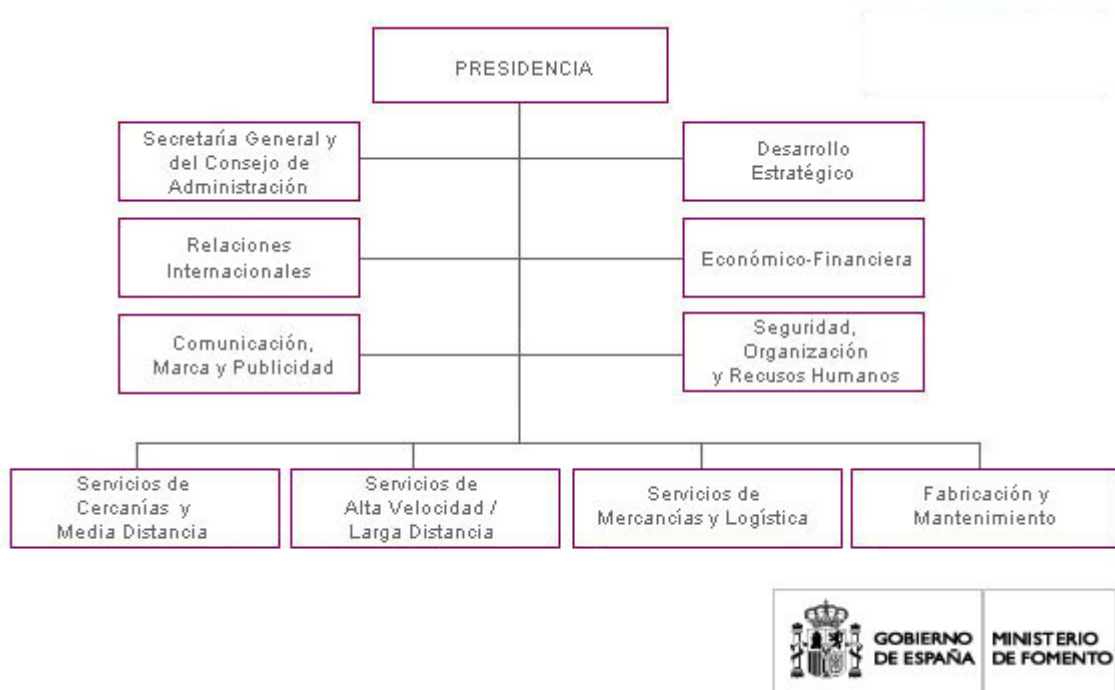 PRESIDENCIA
Secretaría General y
del Consejo de
Administración
Desarrollo
Estratégico
Relaciones
Internacionales
Económico-Financiera
Comunicación,
Marca y Publicidad
Seguridad,
Organización
y Recusos Humanos
Servicios de
Cercanías y
Media Distancia
Servicios de
Alta Velocidad /
Larga Distancia
Servicios de
Mercancías y Logística
Fabricación y
Mantenimiento
GOBIERNO
DE ESPAÑA
MINISTERIO
DE FOMENTO